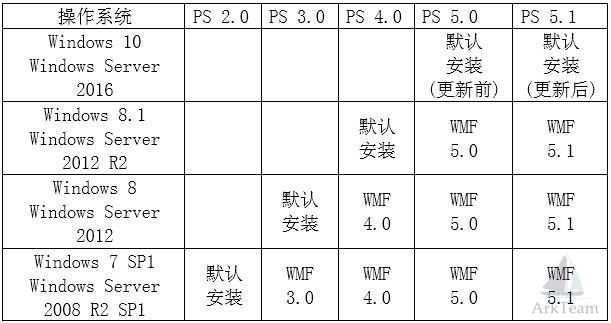 操作系统 PS 2.0 PS 3.0 PS 4.0 PS 5.0 PS 5.1
Windows 10
Windows Server
2016
默认
安装
(更新前)
默认
安装
(更新后)
Windows 8.1
Windows Server
2012 R2
默认
安装
WMF
5.0
WMF
5.1
Windows 8
Windows Server
2012
默认
安装
WMF
4.0
WMF
5.0
WMF
5.1
Windows 7 SP1
Windows Server
2008 R2 SP1
默认
安装
WMF
3.0
WMF
4.0
WMF
5.0
WMF
5.1
ArkTeam